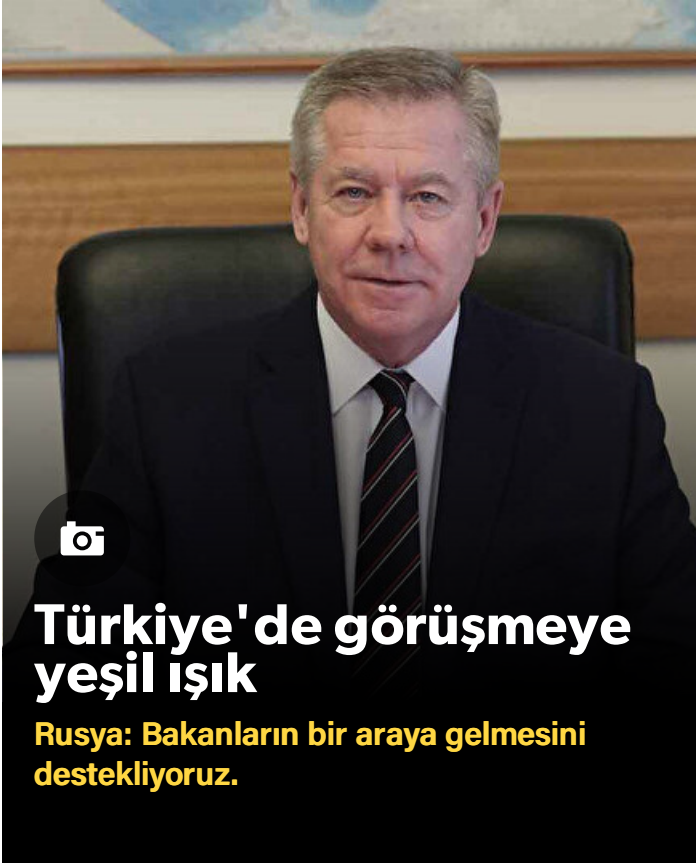 Türkiye'de görüşmeye
yeşil ışık
Rusya: Bakanların bir araya gelmesini
destekliyoruz.